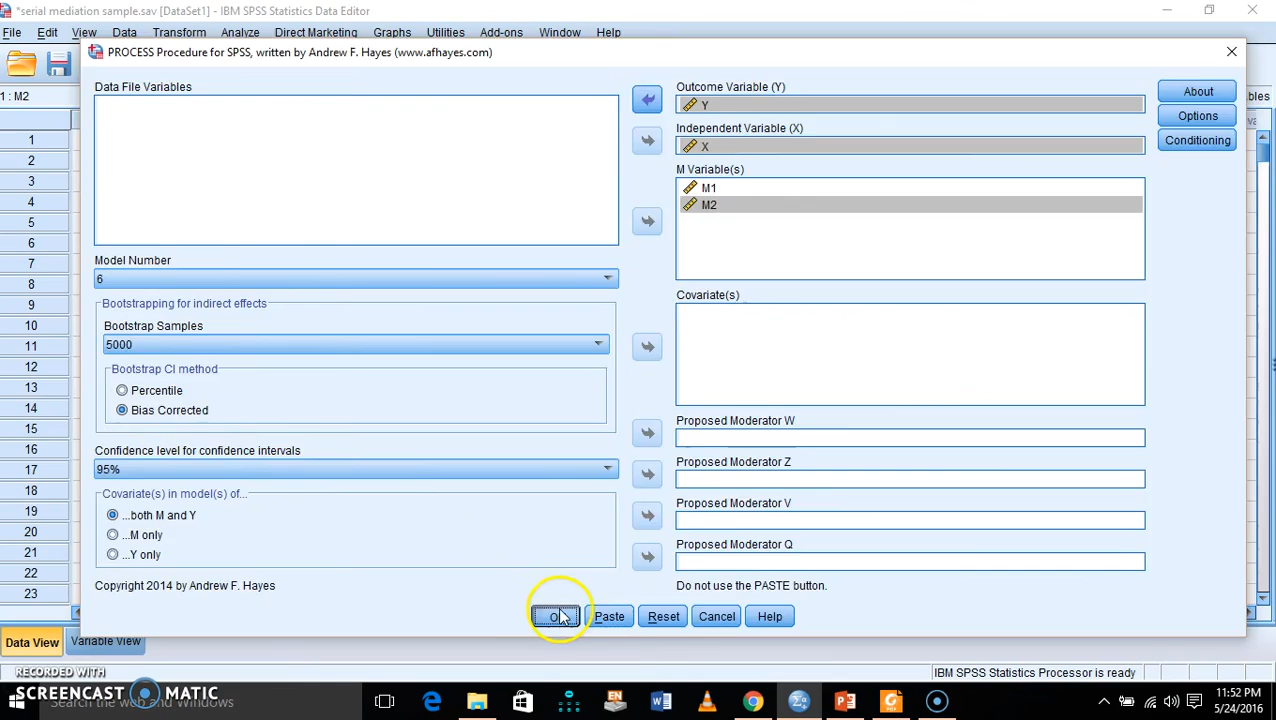 *serial mediation sample.sav [DataSet1] - IBM SPSS Statistics Data Editor
File Edit View Data Transform Analyze Direct Marketing Graphs Utilities Add-ons Window Help
PROCESS Procedure for SPSS, written by Andrew F. Hayes (www.afhayes.com)
1 : M2
Data File Variables
Outcome Variable (Y)
Y
Independent Variable (X)
X
M Variable(s)
M1
M2
About
Options
Conditioning
Model Number
6
Bootstrapping for indirect effects
Bootstrap Samples
5000
Bootstrap CI method
Percentile
Bias Corrected
Confidence level for confidence intervals
95%
Covariate(s) in model(s) of...
...both M and Y
...M only
...Y only
Copyright 2014 by Andrew F. Hayes
Covariate(s)
Proposed Moderator W
Proposed Moderator Z
Proposed Moderator V
Proposed Moderator Q
Do not use the PASTE button.
Paste Reset Cancel Help
1
2
3
4
5
6
7
8
9
10
11
12
13
14
15
16
17
18
19
20
21
22
23
Data View Variable View
IBM SPSS Statistics Processor is ready
RECORDED WITH
SCREENCAST MATIC
Search the web and Windows
11:52 PM
5/24/2016